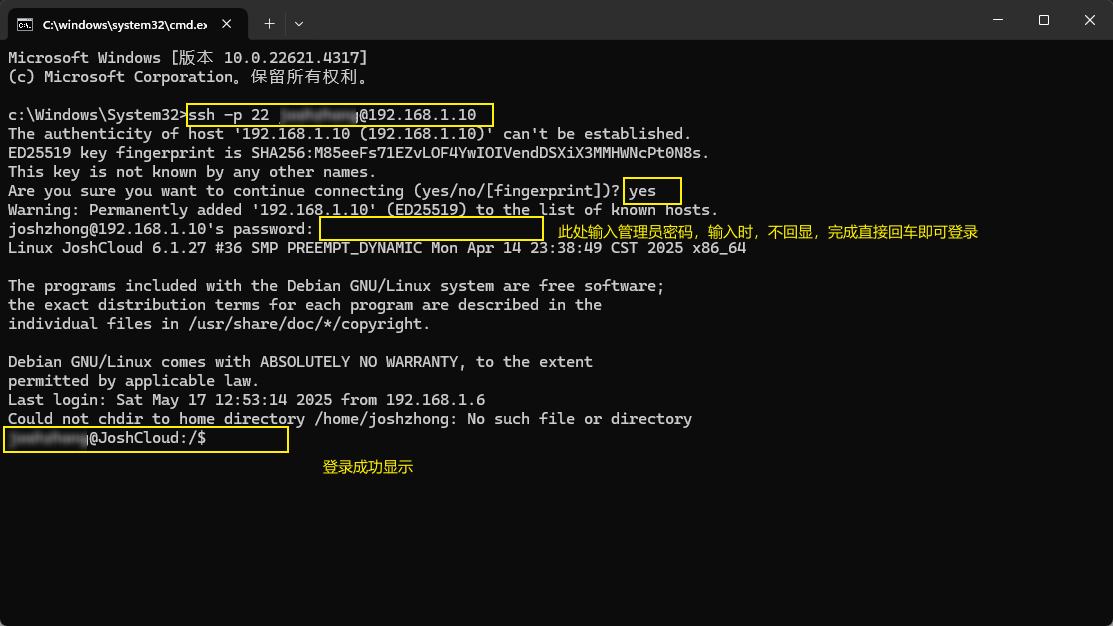 C:\windows\system32\cmd.ex
Microsoft Windows [版本 10.0.22621.4317]
(c) Microsoft Corporation。保留所有权利。
c:\Windows\System32>ssh -p 22 @192.168.1.10
The authenticity of host '192.168.1.10 (192.168.1.10)' can't be established.
ED25519 key fingerprint is SHA256:M85eeFs71EZvLOF4YwIOIVendDSXiX3MMHWNcPt0N8s.
This key is not known by any other names.
Are you sure you want to continue connecting (yes/no/[fingerprint])? yes
Warning: Permanently added '192.168.1.10' (ED25519) to the list of known hosts.
joshzhong@192.168.1.10's password: 此处输入管理员密码，输入时，不回显，完成直接回车即可登录
Linux JoshCloud 6.1.27 #36 SMP PREEMPT_DYNAMIC Mon Apr 14 23:38:49 CST 2025 x86_64
The programs included with the Debian GNU/Linux system are free software;
the exact distribution terms for each program are described in the
individual files in /usr/share/doc/*/copyright.
Debian GNU/Linux comes with ABSOLUTELY NO WARRANTY, to the extent
permitted by applicable law.
Last login: Sat May 17 12:53:14 2025 from 192.168.1.6
Could not chdir to home directory /home/joshzhong: No such file or directory
@JoshCloud:/$
登录成功显示